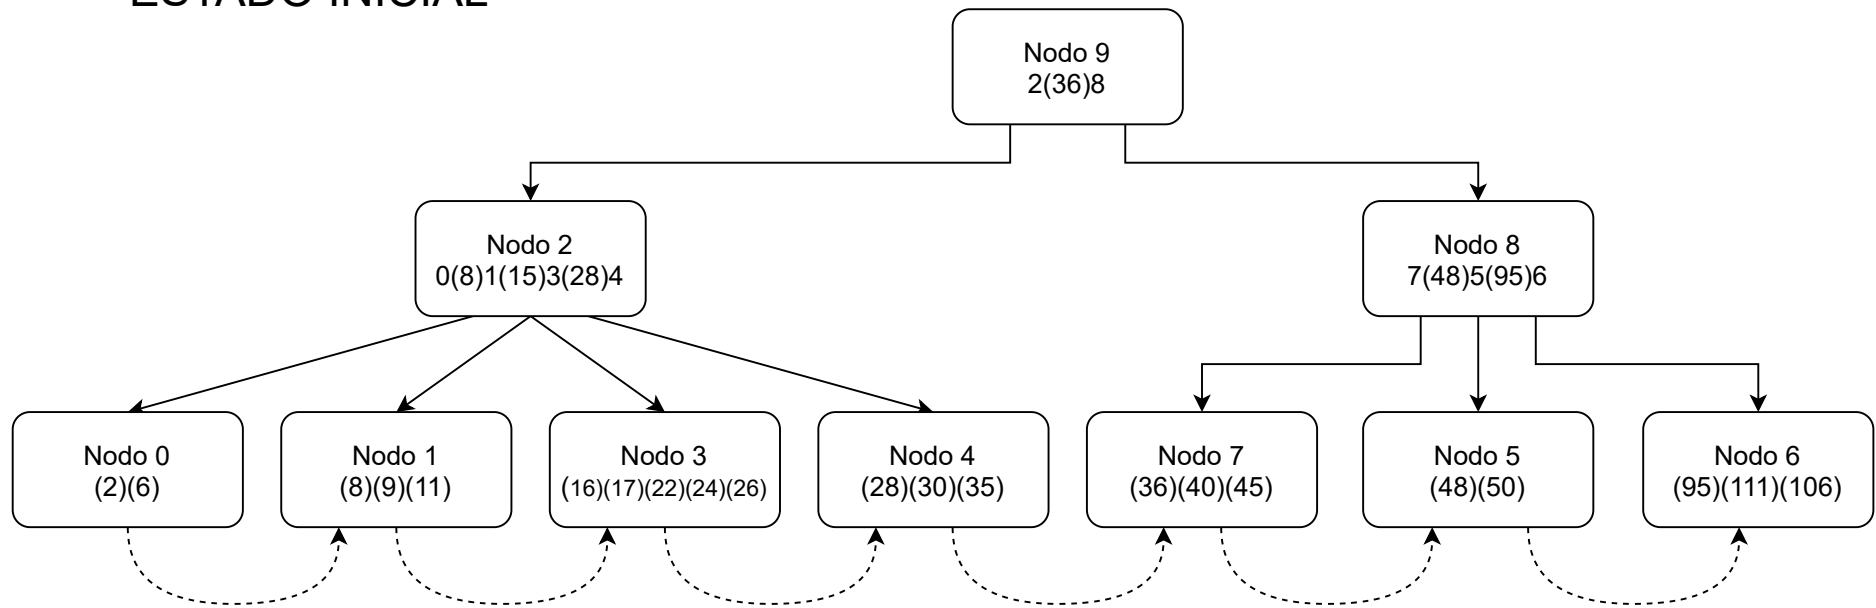 ESTADO INICIAL
Nodo 9
2(36)8
Nodo 2
0(8)1(15)3(28)4
Nodo 8
7(48)5(95)6
Nodo 0
(2)(6)
Nodo 1
(8)(9)(11)
Nodo 3
(16)(17)(22)(24)(26)
Nodo 4
(28)(30)(35)
Nodo 7
(36)(40)(45)
Nodo 5
(48)(50)
Nodo 6
(95)(111)(106)